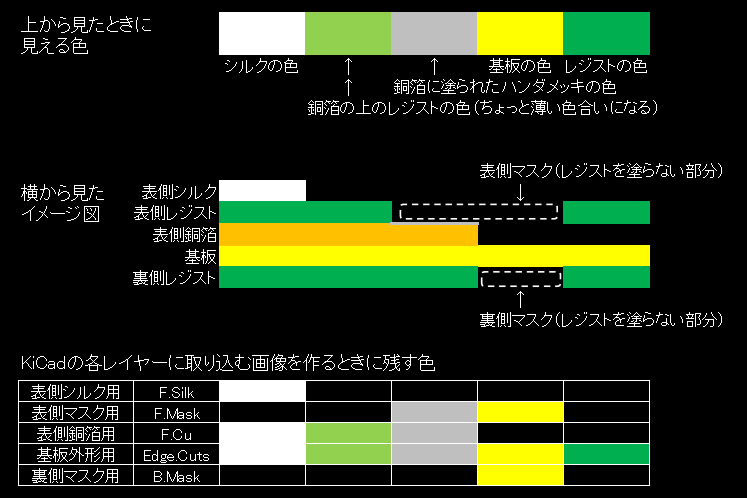 上から見たときに
見える色
シルクの色
↑
↑
基板の色
レジストの色
↑
銅箔に塗られたハンダメッキの色
銅箔の上のレジストの色（ちょっと薄い色合いになる）
表側マスク（レジストを塗らない部分）
↓
横から見た
イメージ図
表側シルク
表側レジスト
表側銅箔
基板
裏側レジスト
↑
裏側マスク（レジストを塗らない部分）
KiCadの各レイヤーに取り込む画像を作るときに残す色
表側シルク用 F.Silk
表側マスク用 F.Mask
表側銅箔用 F.Cu
基板外形用 Edge.Cuts
裏側マスク用 B.Mask